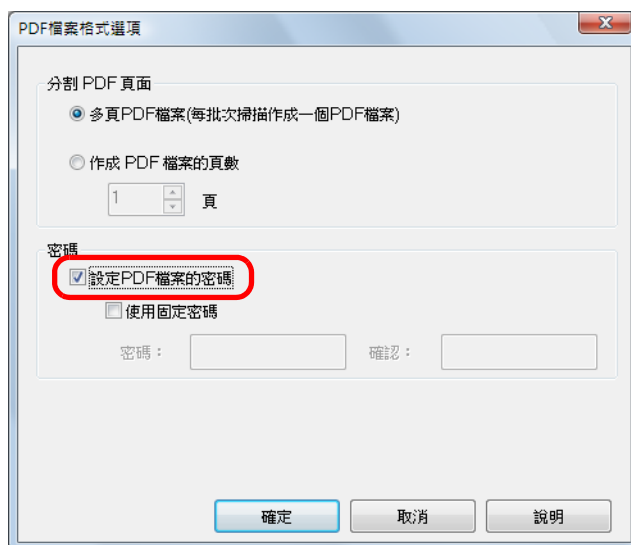 PDF檔案格式選項
分割 PDF 頁面
多頁PDF檔案(每批次掃描作成一個PDF檔案)
作成 PDF 檔案的頁數
1 頁
密碼
設定PDF檔案的密碼
使用固定密碼
密碼： 確認：
確定 取消 說明